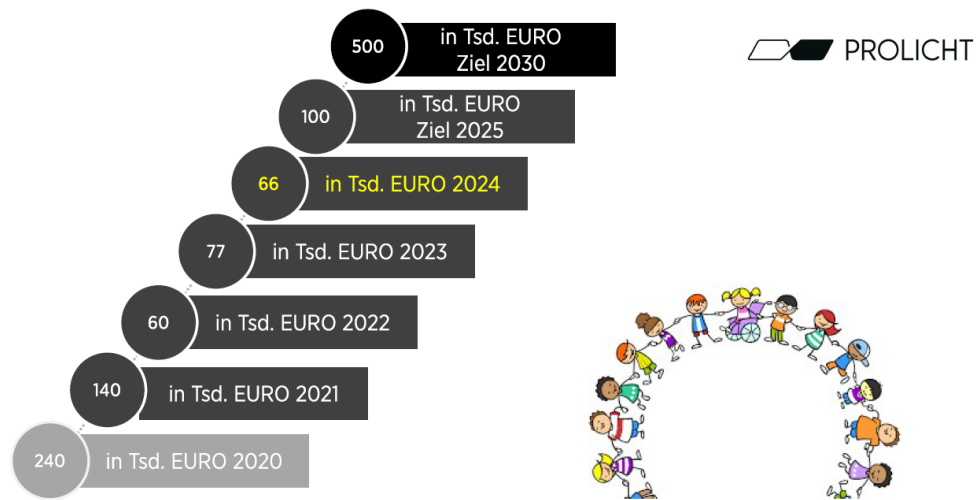 500
in Tsd. EURO
Ziel 2030
PROLICHT
100
in Tsd. EURO
Ziel 2025
66
in Tsd. EURO 2024
77
in Tsd. EURO 2023
60
in Tsd. EURO 2022
140
in Tsd. EURO 2021
240
in Tsd. EURO 2020